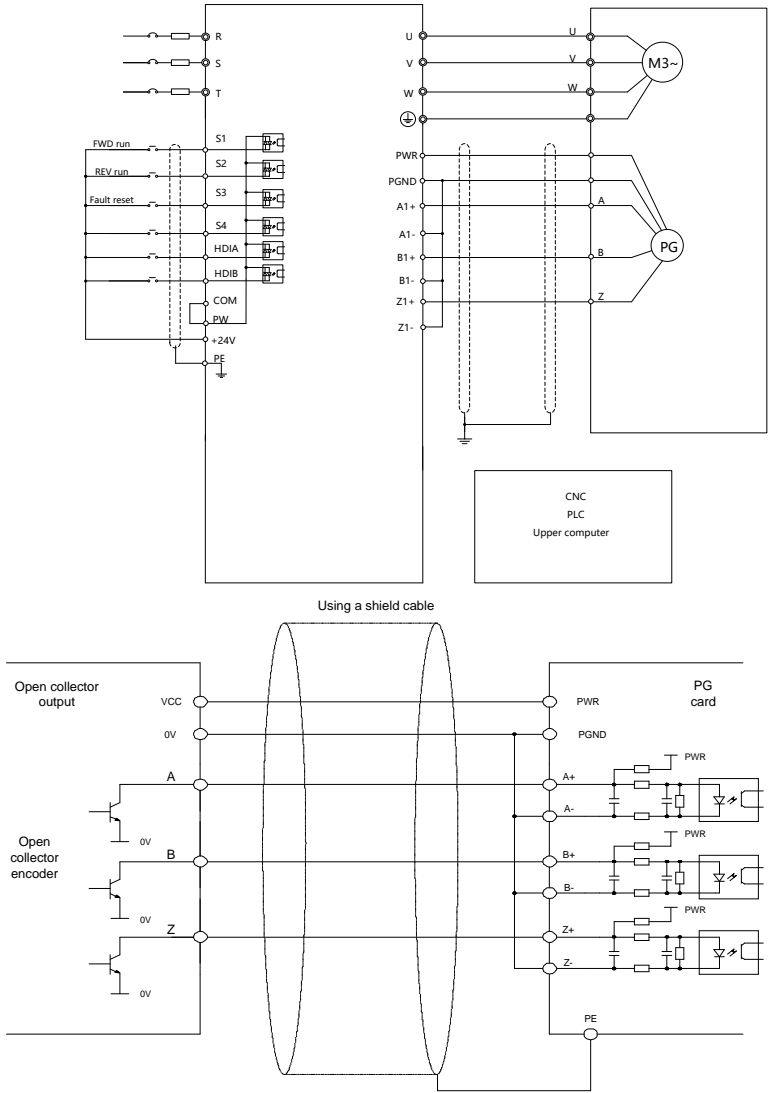 R
S
T
U
V
W
U
V
W
M3~
FWD run
REV run
Fault reset
S1
S2
S3
S4
HDIA
HDIB
COM
PW
+24V
PE
PWR
PGND
A1+
A1-
B1+
B1-
Z1+
Z1-
A
B
Z
PG
CNC
PLC
Upper computer
Using a shield cable
Open collector
output
VCC
0V
A
0V
Open
collector
encoder
B
0V
Z
0V
PWR
PGND
PG
card
PWR
A+
A-
PWR
B+
B-
PWR
Z+
Z-
PE